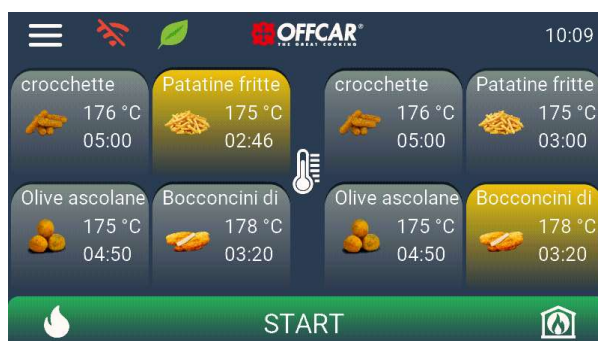 OFFCAR®
THE GREAT COOKING
10:09
crocchette
176 °C
05:00
Patatine fritte
175 °C
02:46
crocchette
176 °C
05:00
Patatine fritte
175 °C
03:00
Olive ascolane
175 °C
04:50
Bocconcini di
178 °C
03:20
Olive ascolane
175 °C
04:50
Bocconcini di
178 °C
03:20
START